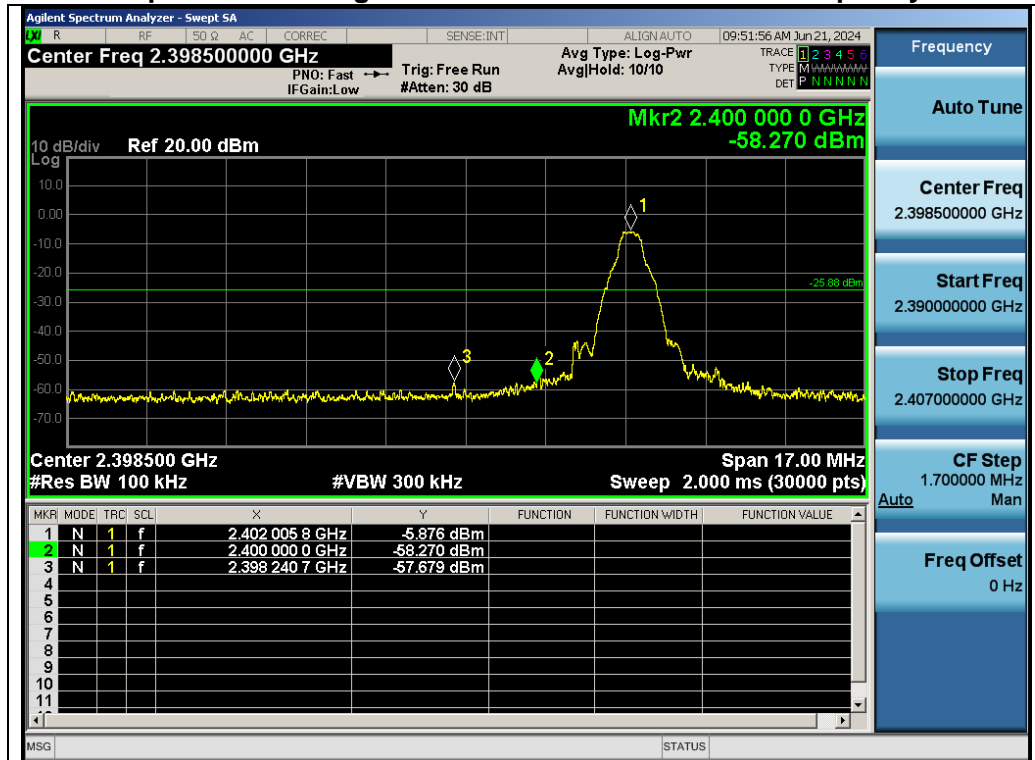 Agilent Spectrum Analyzer - Swept SA
LXI R RF 50 Ω AC CORREC SENSE:INT ALIGN AUTO 09:51:56 AM Jun 21, 2024
Center Freq 2.398500000 GHz
PNO: Fast
IFGain:Low
Trig: Free Run
#Atten: 30 dB
Avg Type: Log-Pwr
Avg|Hold: 10/10
TRACE 1 2 3 4 5 6
TYPE M
DET P N N N N N
Mkr2 2.400 000 0 GHz
-58.270 dBm
10 dB/div Ref 20.00 dBm
Log
10.0
0.00
-10.0
-20.0
-30.0
-40.0
-50.0
-60.0
-70.0
1
-25.88 dBm
3
2
Center 2.398500 GHz Span 17.00 MHz
#Res BW 100 kHz #VBW 300 kHz Sweep 2.000 ms (30000 pts)
MKR MODE TRC SCL X Y FUNCTION FUNCTION WIDTH FUNCTION VALUE
1 N 1 f 2.402 005 8 GHz -5.876 dBm
2 N 1 f 2.400 000 0 GHz -58.270 dBm
3 N 1 f 2.398 240 7 GHz -57.679 dBm
4
5
6
7
8
9
10
11
MSG STATUS
Frequency
Auto Tune
Center Freq
2.398500000 GHz
Start Freq
2.390000000 GHz
Stop Freq
2.407000000 GHz
CF Step
1.700000 MHz
Auto Man
Freq Offset
0 Hz